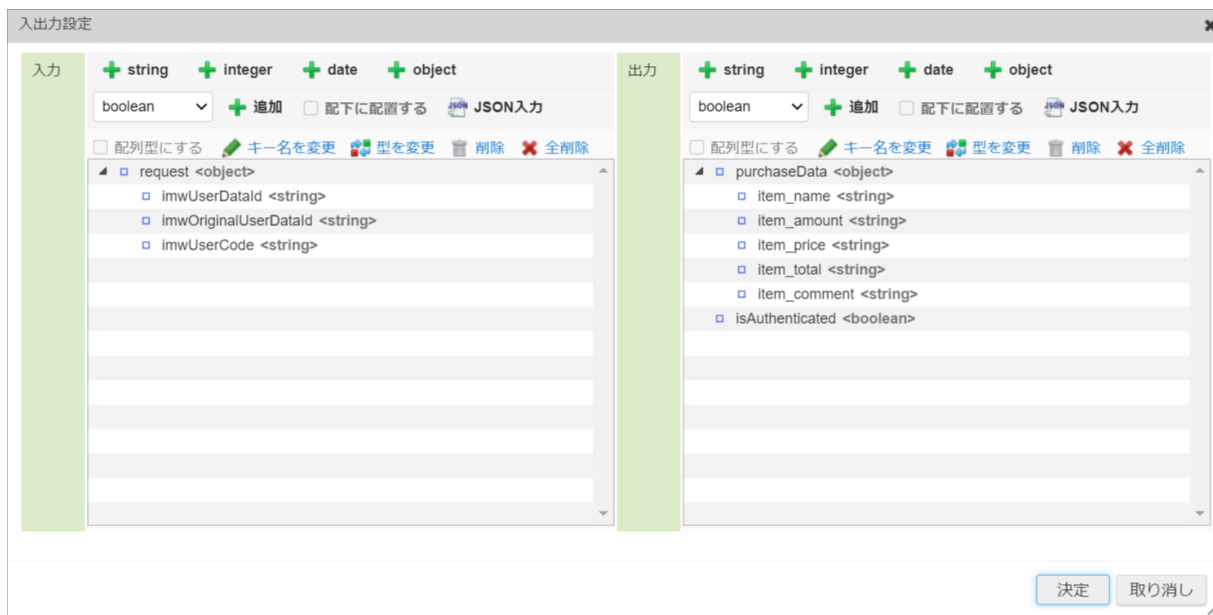 入出力設定
入力
string integer date object
boolean 追加 配下に配置する JSON JSON入力
配列型にする キー名を変更 型を変更 削除 全削除
request <object>
imwUserDataId <string>
imwOriginalUserDataId <string>
imwUserCode <string>
出力
string integer date object
boolean 追加 配下に配置する JSON JSON入力
配列型にする キー名を変更 型を変更 削除 全削除
purchaseData <object>
item_name <string>
item_amount <string>
item_price <string>
item_total <string>
item_comment <string>
isAuthenticated <boolean>
決定 取り消し